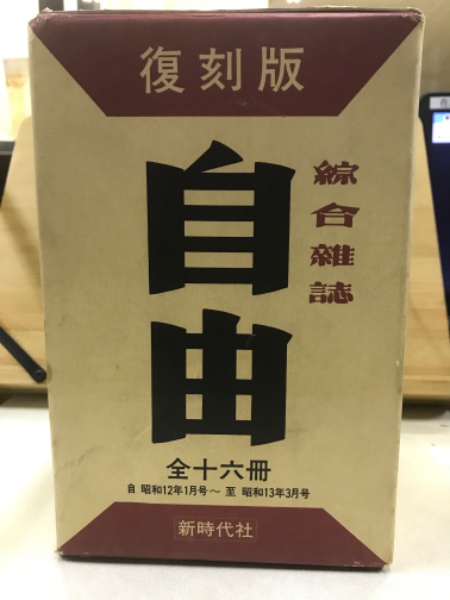 復刻版
自由
綜合雑誌
全十六冊
自 昭和12年1月号〜 至 昭和13年3月号
新時代社